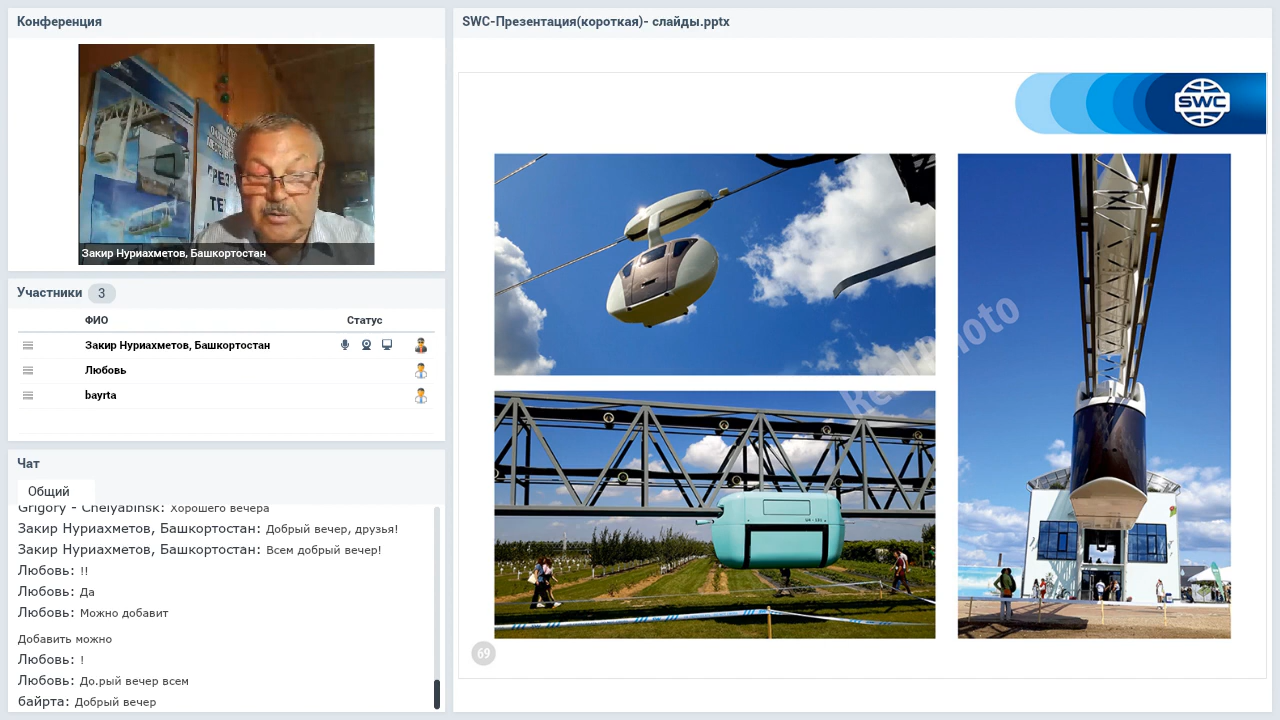 Конференция
Закир Нуриахметов, Башкортостан
Участники 3
ФИО Статус
Закир Нуриахметов, Башкортостан
Любовь
bayrta
Чат
Общий
Grigory - Chelyabinsk: Хорошего вечера
Закир Нуриахметов, Башкортостан: Добрый вечер, друзья!
Закир Нуриахметов, Башкортостан: Всем добрый вечер!
Любовь: !!
Любовь: Да
Любовь: Можно добавит
Добавить можно
Любовь: !
Любовь: До.рый вечер всем
байрта: Добрый вечер
SWC-Презентация(короткая)- слайды.pptx
SWC
69